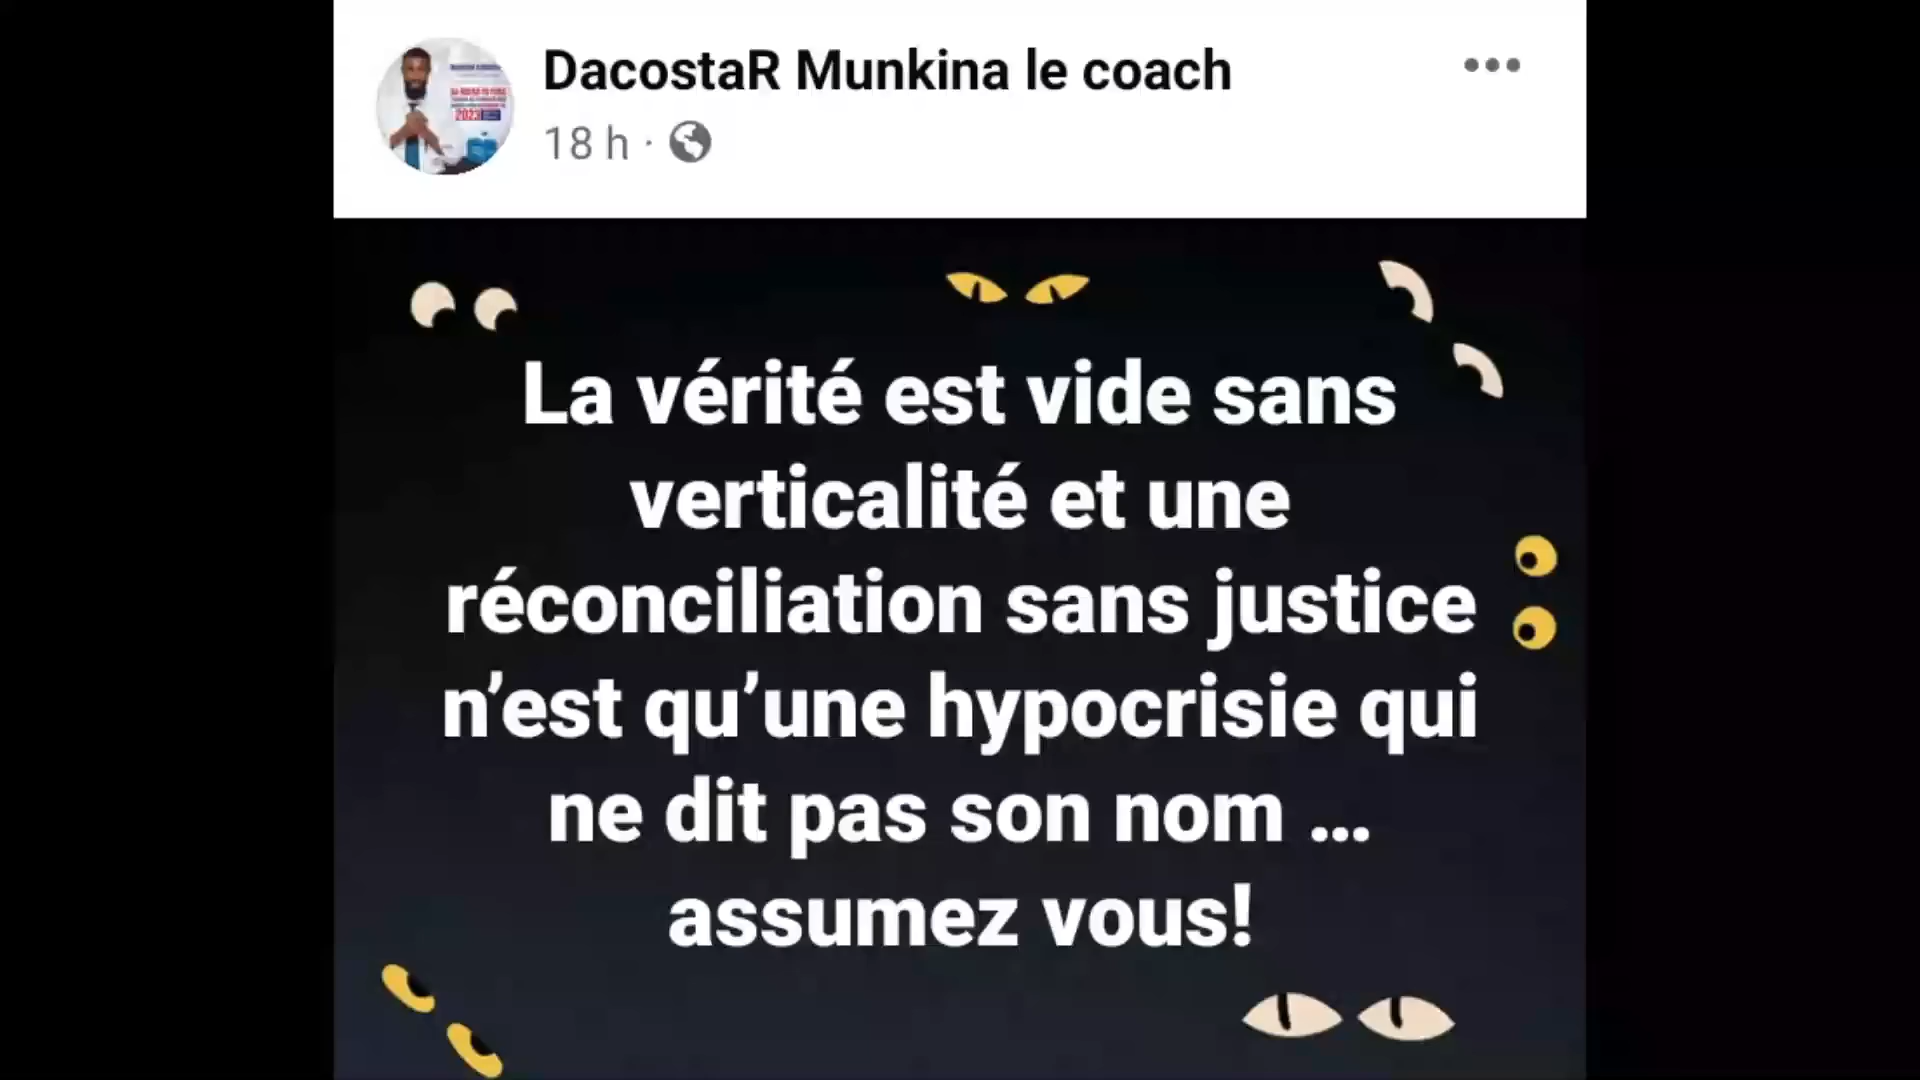 DacostaR Munkina le coach
18 h ·
La vérité est vide sans
verticalité et une
réconciliation sans justice
n’est qu’une hypocrisie qui
ne dit pas son nom ...
assumez vous!
2023